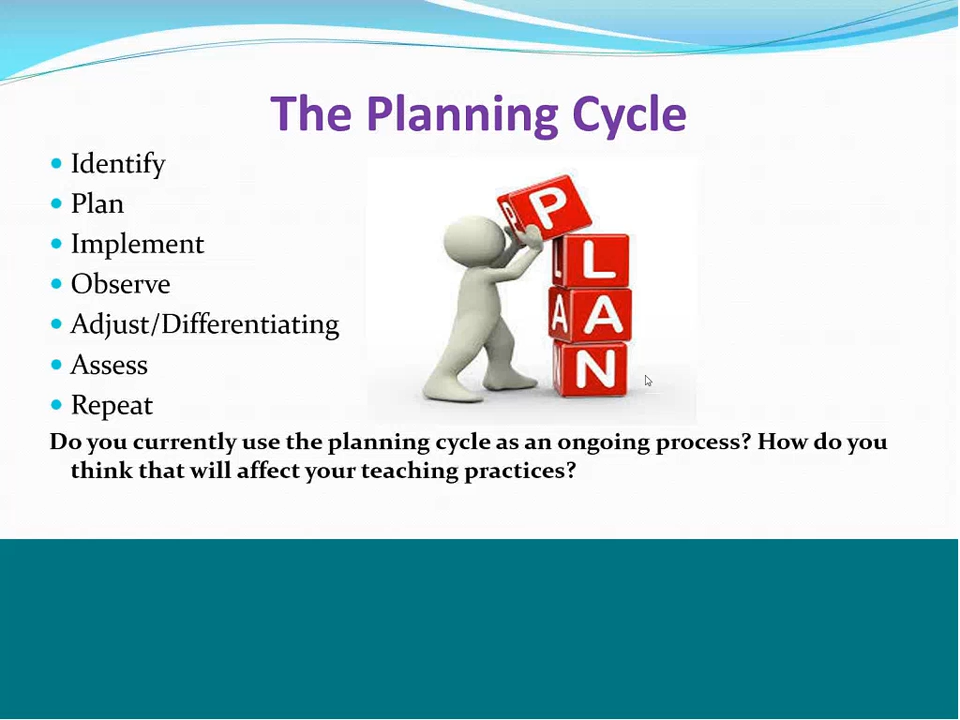 The Planning Cycle
Identify
Plan
Implement
Observe
Adjust/Differentiating
Assess
Repeat
P P
L L
A A
N N
Do you currently use the planning cycle as an ongoing process? How do you
think that will affect your teaching practices?